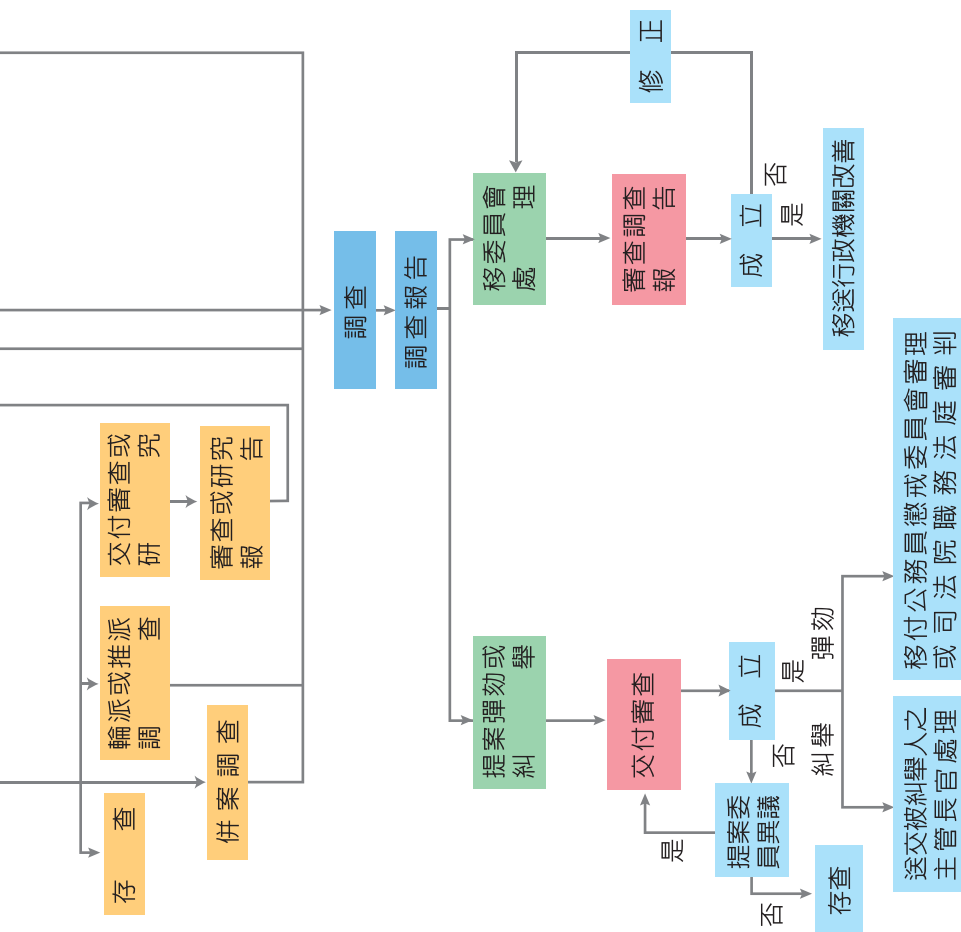 存查
輪派或推派
調查
交付審查或
研究
併案調查
審查或研究
報告
調查
調查報告
提案彈劾或
糾舉
移委員會
處理
交付審查
審查調查
報告
修正
成立
否
是
移送行政機關改善
成立
否
是
糾舉
彈劾
提案委
員異議
是
否
存查
送交被糾舉人之
主管長官處理
移付公務員懲戒委員會審理
或司法院職務法庭審判